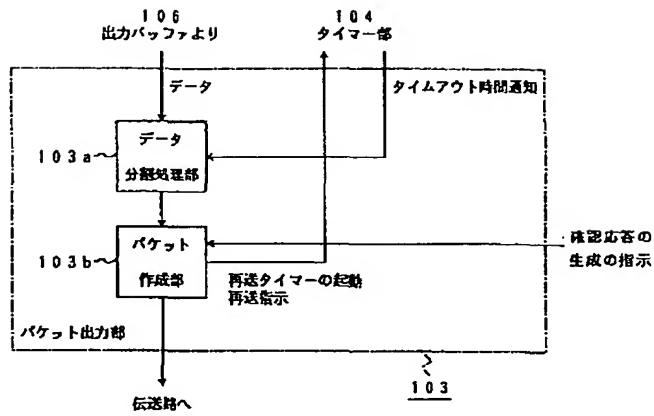 106
出力バッファより
104
タイマー部
データ
タイムアウト時間通知
データ
分割処理部
103a
パケット
作成部
103b
確認応答の
生成の指示
再送タイマーの起動
再送指示
パケット出力部
103
伝送路へ